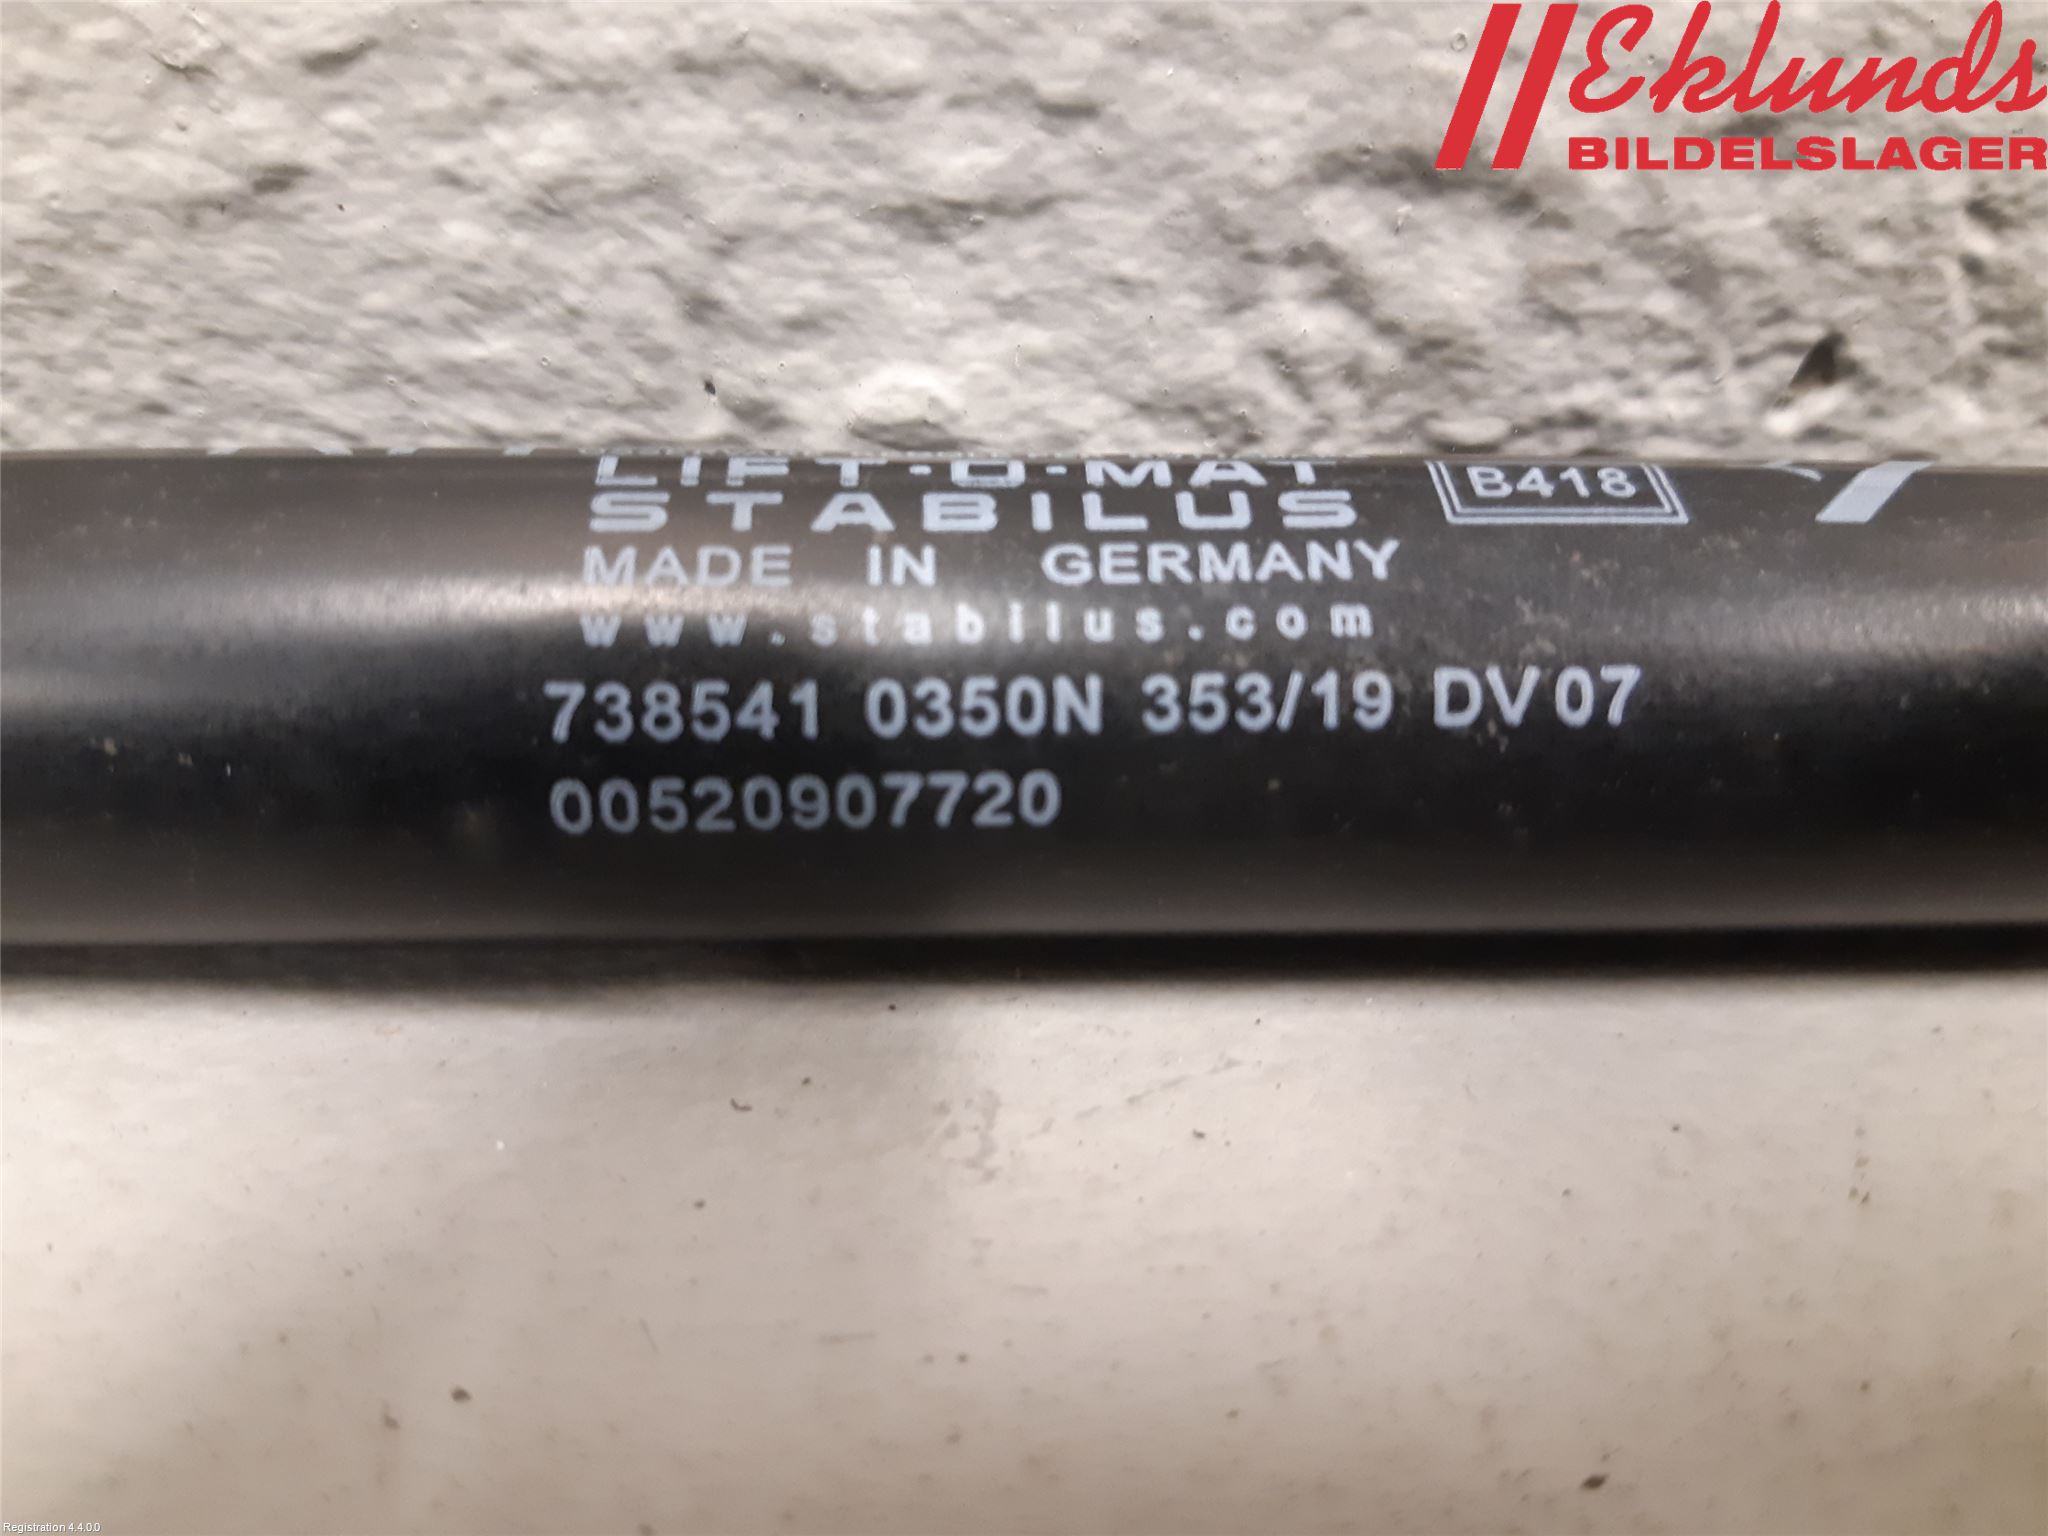 Eklunds
BILDELSLAGER
LIFT-O-MAT
B418
STABILUS
MADE IN GERMANY
www.stabilus.com
738541 0350N 353/19 DV07
00520907720
Registration 4.4.0.0